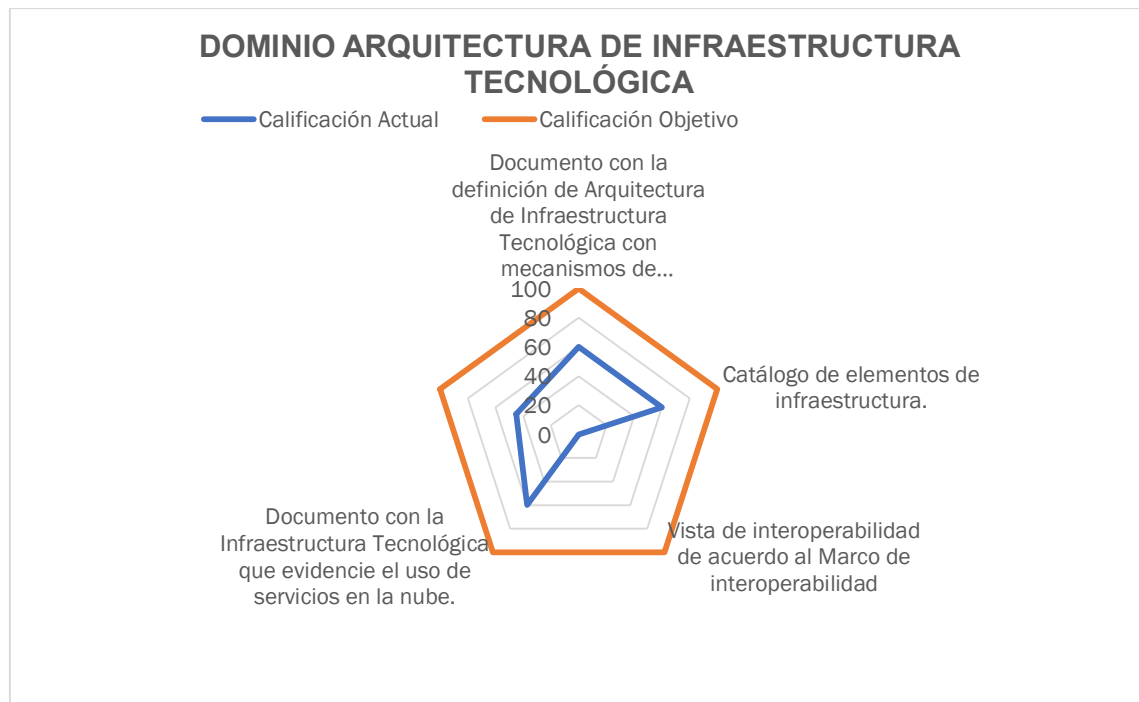 DOMINIO ARQUITECTURA DE INFRAESTRUCTURA
TECNOLÓGICA
Calificación Actual
Calificación Objetivo
Documento con la
definición de Arquitectura
de Infraestructura
Tecnológica con
mecanismos de...
100
80
60
40
20
0
Catálogo de elementos de
infraestructura.
Vista de interoperabilidad
de acuerdo al Marco de
interoperabilidad
Documento con la
Infraestructura Tecnológica
que evidencie el uso de
servicios en la nube.